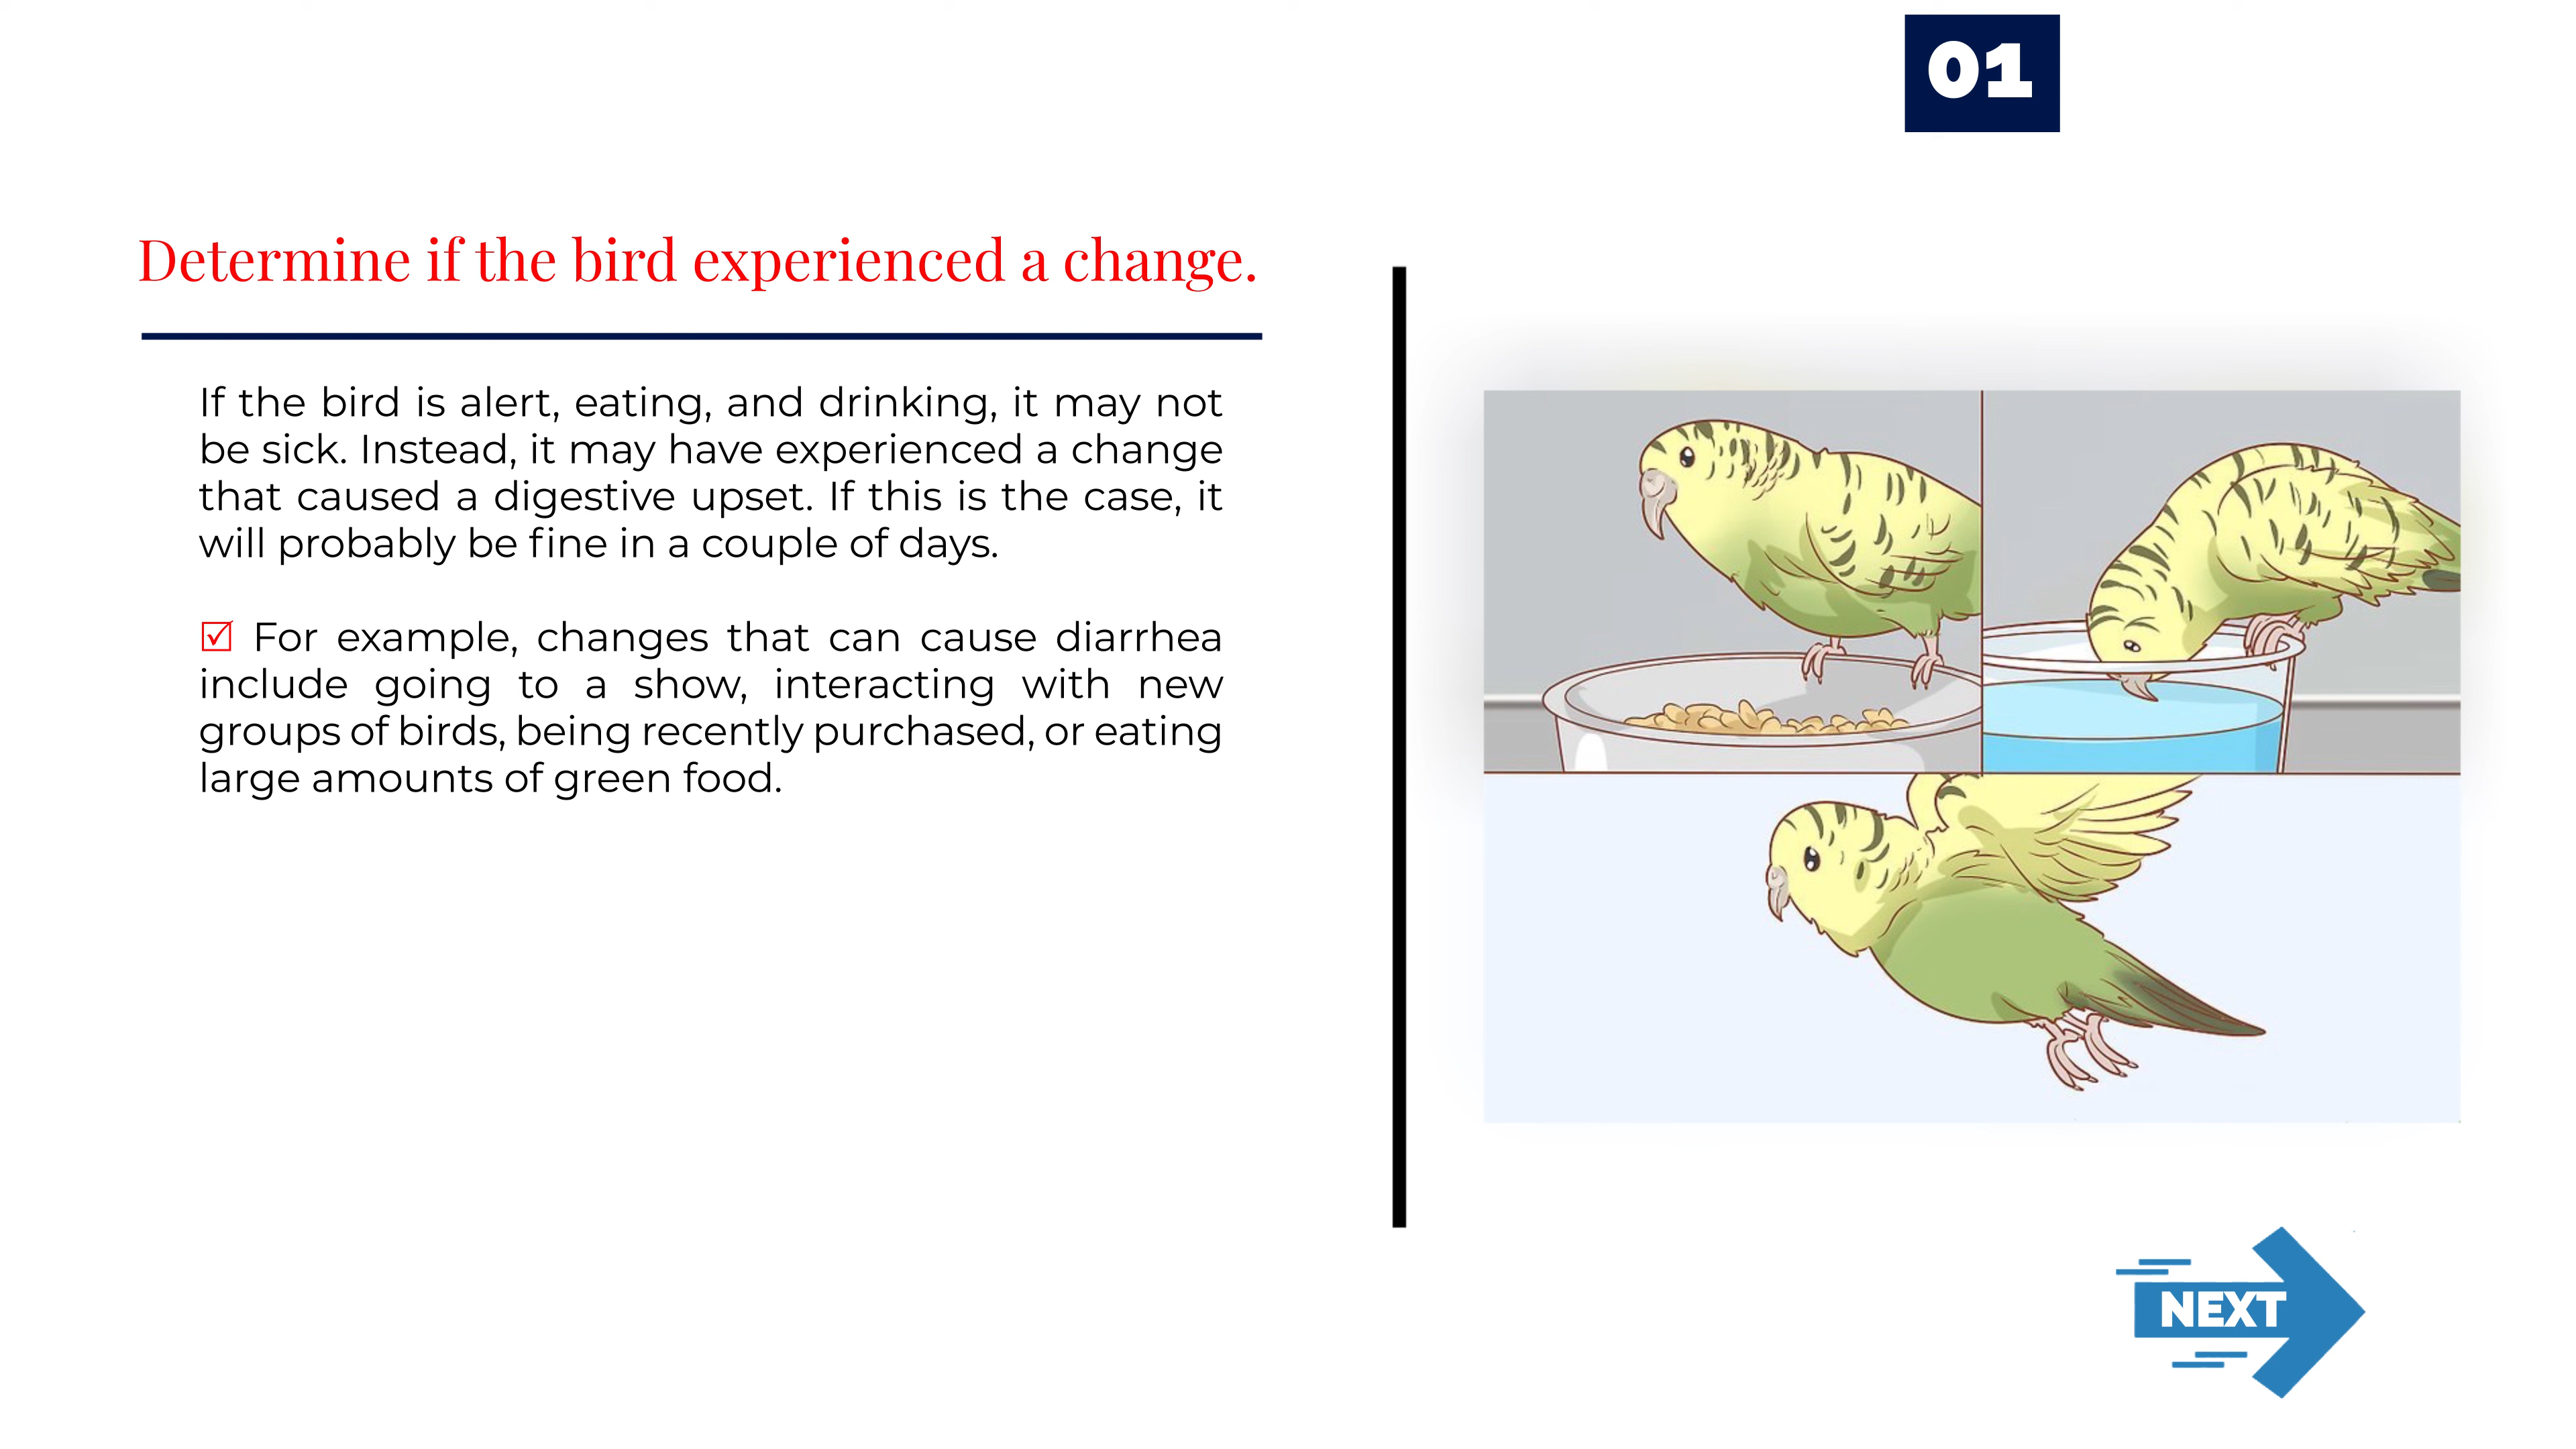 01
Determine if the bird experienced a change.
If the bird is alert, eating, and drinking, it may not
be sick. Instead, it may have experienced a change
that caused a digestive upset. If this is the case, it
will probably be fine in a couple of days.
☑ For example, changes that can cause diarrhea
include going to a show, interacting with new
groups of birds, being recently purchased, or eating
large amounts of green food.
NEXT